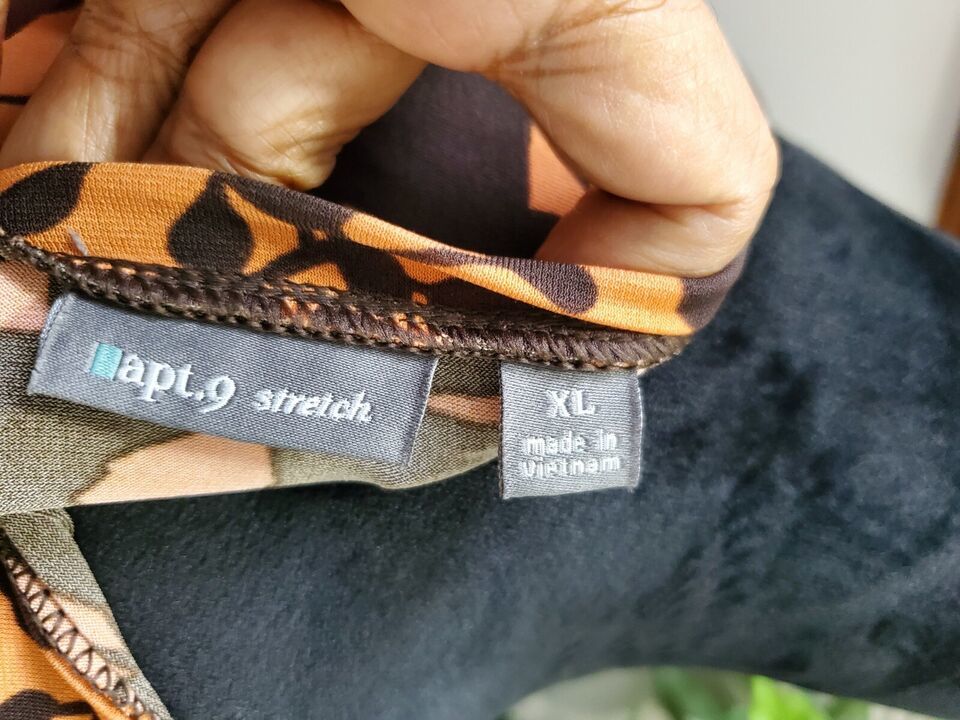 apt.9 stretch
XL
made in
vietnam